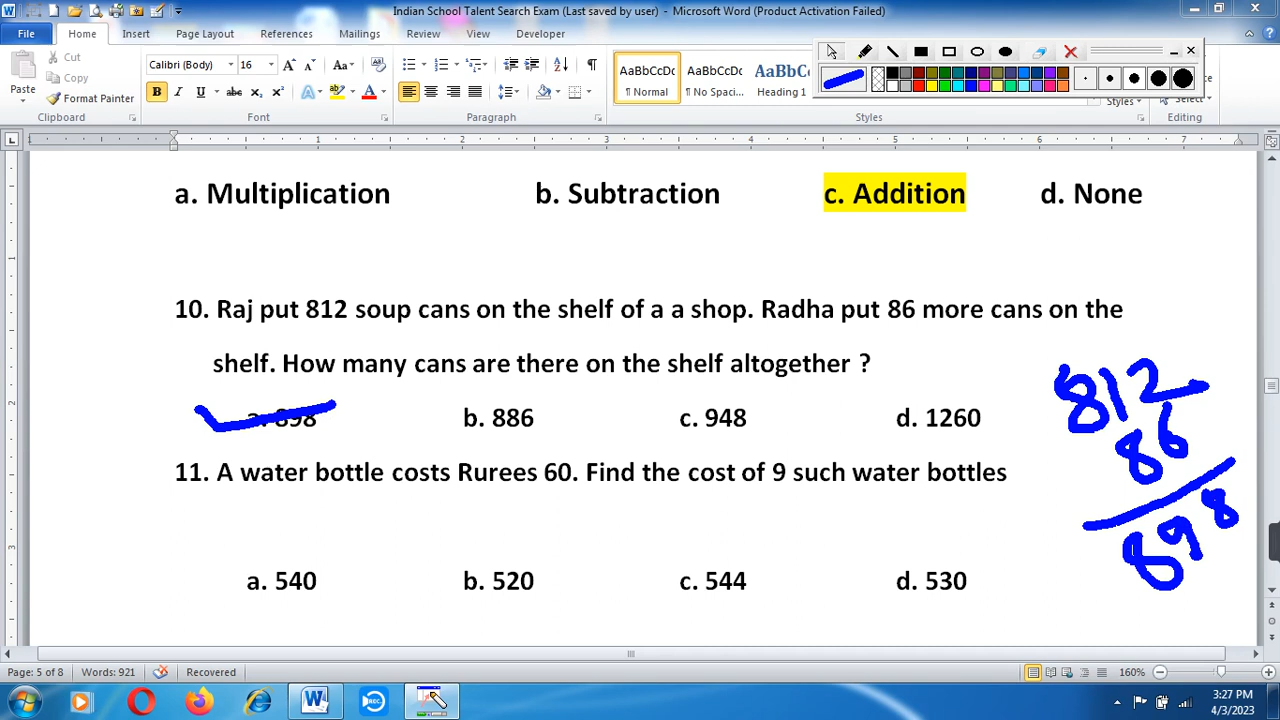 Indian School Talent Search Exam (Last saved by user) - Microsoft Word (Product Activation Failed)
File Home Insert Page Layout References Mailings Review View Developer
Cut
Copy
Format Painter
Paste
Calibri (Body) 16
AaBbCcDc AaBbCcDc AaBbCc
¶ Normal ¶ No Spaci... Heading 1
Styles
Clipboard Font Paragraph Styles Editing
a. Multiplication b. Subtraction c. Addition d. None
10. Raj put 812 soup cans on the shelf of a a shop. Radha put 86 more cans on the
shelf. How many cans are there on the shelf altogether ?
a. 898 b. 886 c. 948 d. 1260
812
86
898
11. A water bottle costs Rurees 60. Find the cost of 9 such water bottles
a. 540 b. 520 c. 544 d. 530
Page: 5 of 8 Words: 921 Recovered 160%
3:27 PM
4/3/2023